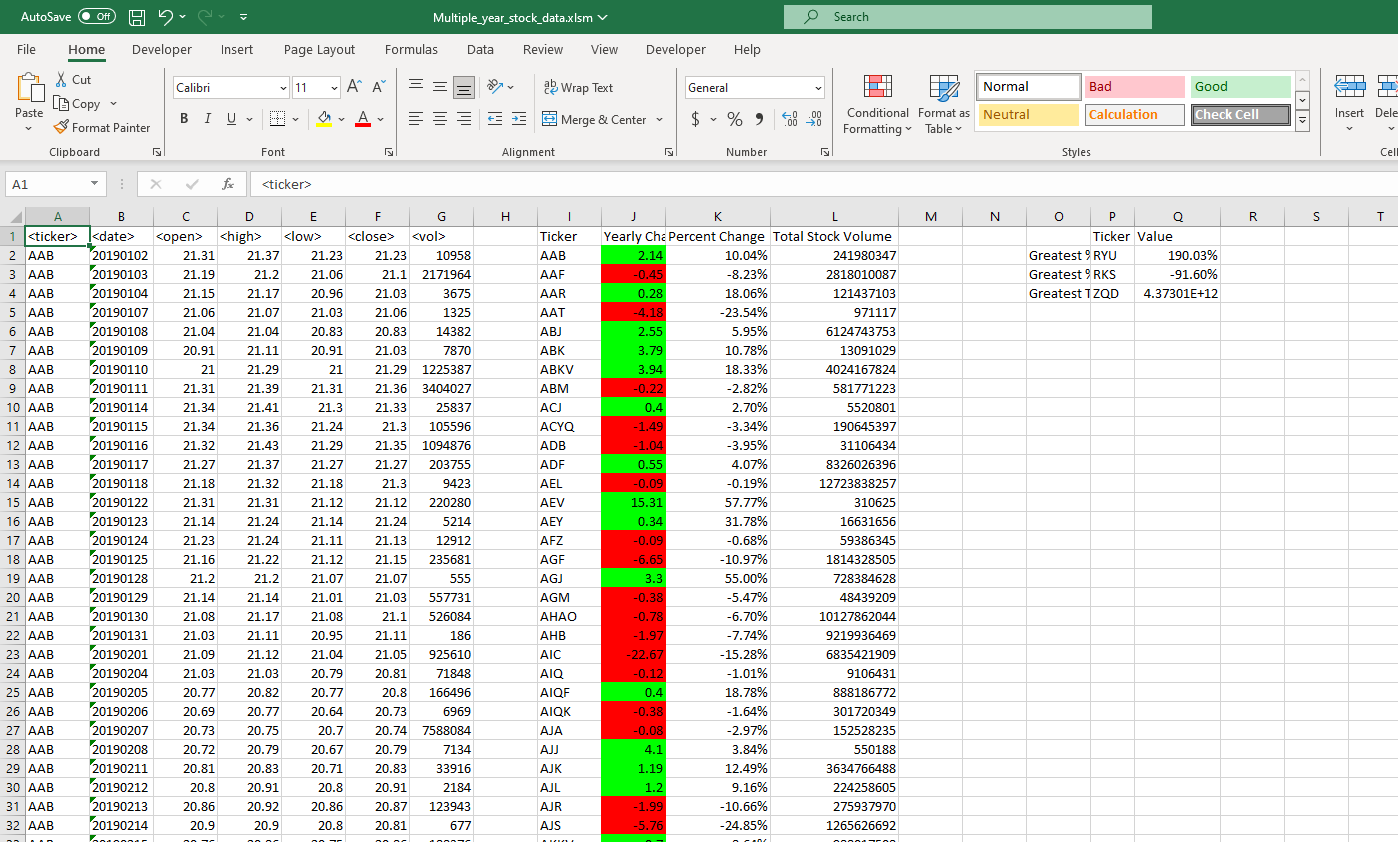 AutoSave Off Multiple_year_stock_data.xlsm Search
File Home Developer Insert Page Layout Formulas Data Review View Developer Help
Paste Cut Copy Format Painter Clipboard
Calibri 11 A A B I U A Font
ab Wrap Text Merge & Center Alignment
General $ % Number
Conditional Formatting Format as Table
Normal Bad Good
Neutral Calculation Check Cell
Styles
Insert Dele
Cell
A1 fx <ticker>
A B C D E F G H I J K L M N O P Q R S T
1 <ticker> <date> <open> <high> <low> <close> <vol> Ticker Yearly Cha Percent Change Total Stock Volume Ticker Value
2 AAB 20190102 21.31 21.37 21.23 21.23 10958 AAB 2.14 10.04% 241980347 Greatest % RYU 190.03%
3 AAB 20190103 21.19 21.2 21.06 21.1 2171964 AAF -0.45 -8.23% 2818010087 Greatest % RKS -91.60%
4 AAB 20190104 21.15 21.17 20.96 21.03 3675 AAR 0.28 18.06% 121437103 Greatest T ZQD 4.37301E+12
5 AAB 20190107 21.06 21.07 21.03 21.06 1325 AAT -4.18 -23.54% 971117
6 AAB 20190108 21.04 21.04 20.83 20.83 14382 ABJ 2.55 5.95% 6124743753
7 AAB 20190109 20.91 21.11 20.91 21.03 7870 ABK 3.79 10.78% 13091029
8 AAB 20190110 21 21.29 21 21.29 1225387 ABKV 3.94 18.33% 4024167824
9 AAB 20190111 21.31 21.39 21.31 21.36 3404027 ABM -0.22 -2.82% 581771223
10 AAB 20190114 21.34 21.41 21.3 21.33 25837 ACJ 0.4 2.70% 5520801
11 AAB 20190115 21.34 21.36 21.24 21.3 105596 ACYQ -1.49 -3.34% 190645397
12 AAB 20190116 21.32 21.43 21.29 21.35 1094876 ADB -1.04 -3.95% 31106434
13 AAB 20190117 21.27 21.37 21.27 21.27 203755 ADF 0.55 4.07% 8326026396
14 AAB 20190118 21.18 21.32 21.18 21.3 9423 AEL -0.09 -0.19% 12723838257
15 AAB 20190122 21.31 21.31 21.12 21.12 220280 AEV 15.31 57.77% 310625
16 AAB 20190123 21.14 21.24 21.14 21.24 5214 AEY 0.34 31.78% 16631656
17 AAB 20190124 21.23 21.24 21.11 21.13 12912 AFZ -0.09 -0.68% 59386345
18 AAB 20190125 21.16 21.22 21.12 21.15 235681 AGF -6.65 -10.97% 1814328505
19 AAB 20190128 21.2 21.2 21.07 21.07 555 AGJ 3.3 55.00% 728384628
20 AAB 20190129 21.14 21.14 21.01 21.03 557731 AGM -0.38 -5.47% 48439209
21 AAB 20190130 21.08 21.17 21.08 21.1 526084 AHAO -0.78 -6.70% 10127862044
22 AAB 20190131 21.03 21.11 20.95 21.11 186 AHB -1.97 -7.74% 9219936469
23 AAB 20190201 21.09 21.12 21.04 21.05 925610 AIC -22.67 -15.28% 6835421909
24 AAB 20190204 21.03 21.03 20.79 20.81 71848 AIQ -0.12 -1.01% 9106431
25 AAB 20190205 20.77 20.82 20.77 20.8 166496 AIQF 0.4 18.78% 888186772
26 AAB 20190206 20.69 20.77 20.64 20.73 6969 AIQK -0.38 -1.64% 301720349
27 AAB 20190207 20.73 20.75 20.7 20.74 7588084 AJA -0.08 -2.97% 152528235
28 AAB 20190208 20.72 20.79 20.67 20.79 7134 AJJ 4.1 3.84% 550188
29 AAB 20190211 20.81 20.83 20.71 20.83 33916 AJK 1.19 12.49% 3634766488
30 AAB 20190212 20.8 20.91 20.8 20.91 2184 AJL 1.2 9.16% 224258605
31 AAB 20190213 20.86 20.92 20.86 20.87 123943 AJR -1.99 -10.66% 275937970
32 AAB 20190214 20.9 20.9 20.8 20.81 677 AJS -5.76 -24.85% 1265626692